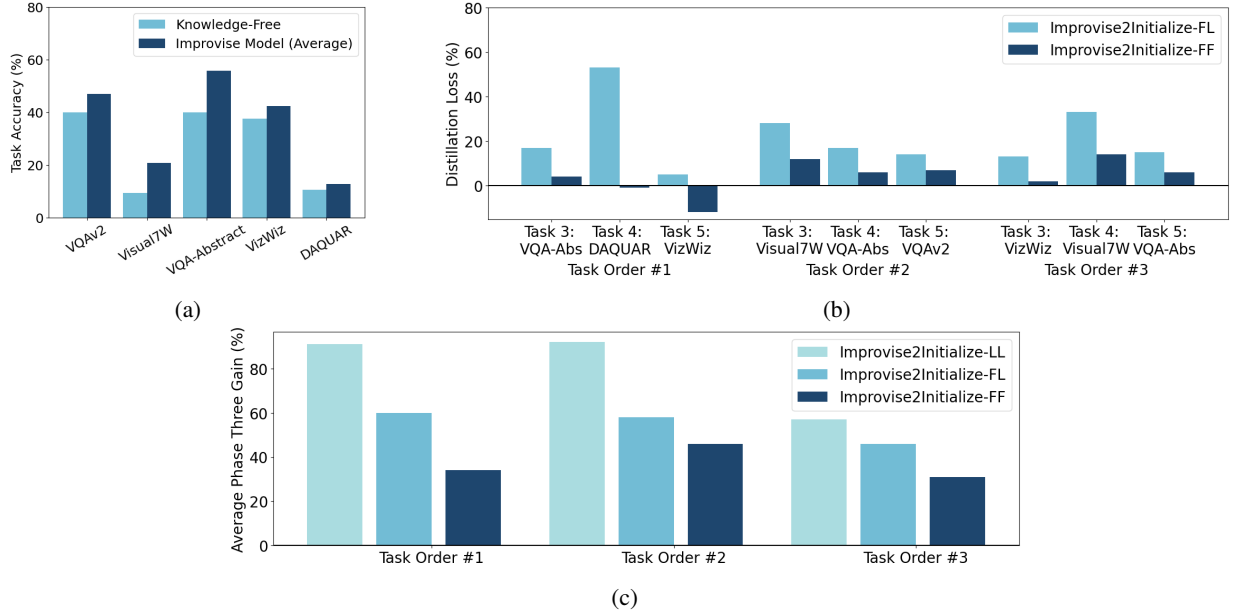 Task Accuracy (%)
80
60
40
20
0
Knowledge-Free
Improvise Model (Average)
VQAv2
Visual7W
VQA-Abstract
VizWiz
DAQUAR
(a)
Distillation Loss (%)
80
60
40
20
0
Improvise2Initialize-FL
Improvise2Initialize-FF
Task 3:
VQA-Abs
Task 4:
DAQUAR
Task 5:
VizWiz
Task Order #1
Task 3:
Visual7W
Task 4:
VQA-Abs
Task 5:
VQAv2
Task Order #2
Task 3:
VizWiz
Task 4:
Visual7W
Task 5:
VQA-Abs
Task Order #3
(b)
Average Phase Three Gain (%)
80
60
40
20
0
Improvise2Initialize-LL
Improvise2Initialize-FL
Improvise2Initialize-FF
Task Order #1
Task Order #2
Task Order #3
(c)